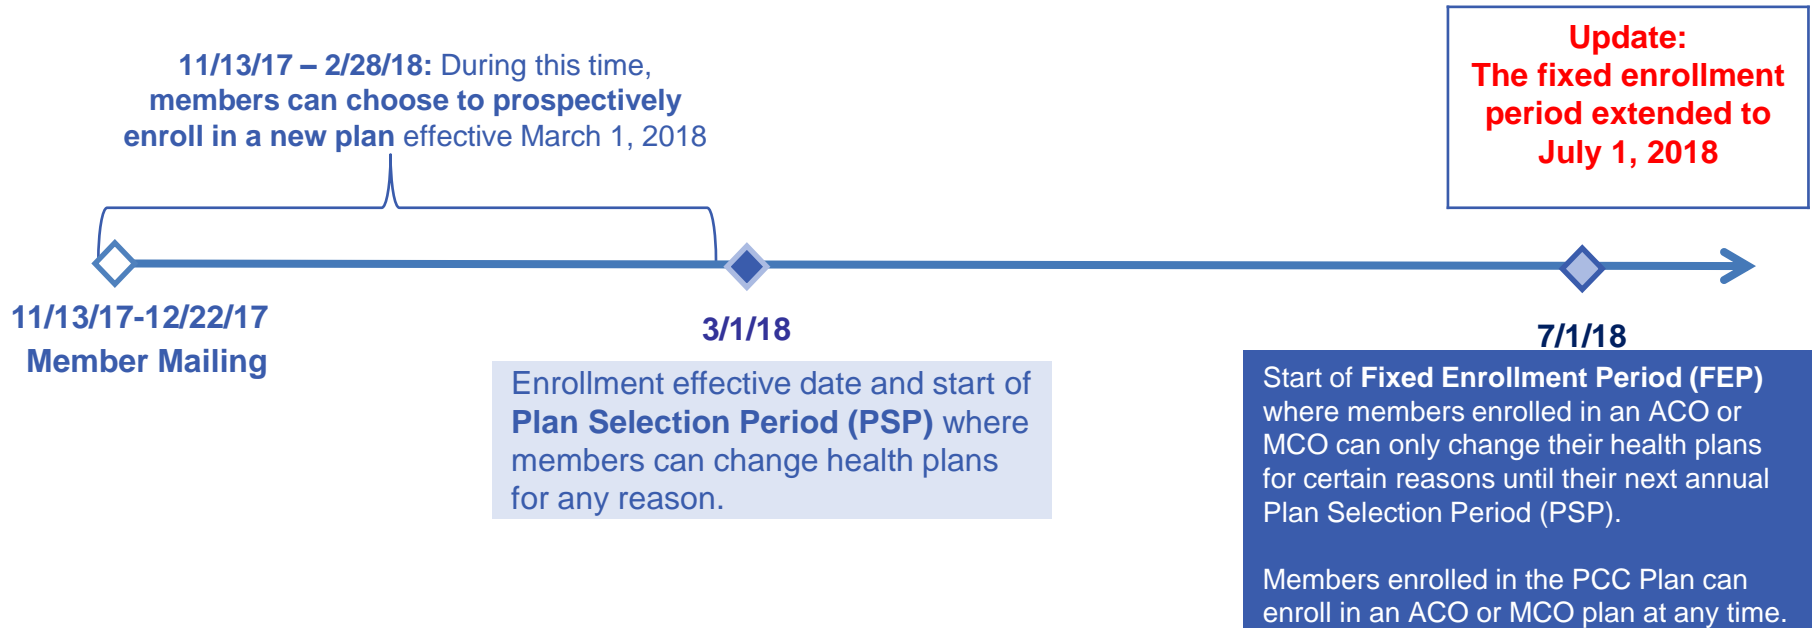 11/13/17 – 2/28/18: During this time,
members can choose to prospectively
enroll in a new plan effective March 1, 2018
Update:
The fixed enrollment
period extended to
July 1, 2018
11/13/17-12/22/17
Member Mailing
3/1/18
Enrollment effective date and start of
Plan Selection Period (PSP) where
members can change health plans
for any reason.
7/1/18
Start of Fixed Enrollment Period (FEP)
where members enrolled in an ACO or
MCO can only change their health plans
for certain reasons until their next annual
Plan Selection Period (PSP).
Members enrolled in the PCC Plan can
enroll in an ACO or MCO plan at any time.